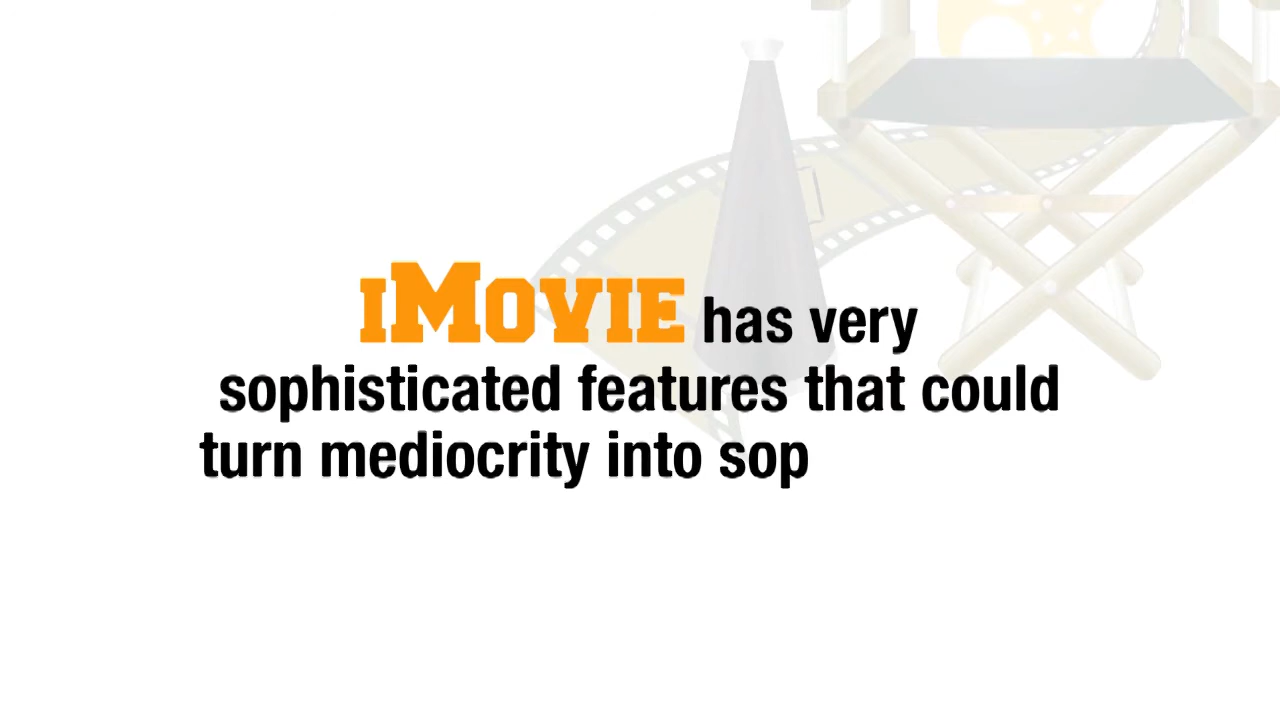 iMovie has very
sophisticated features that could
turn mediocrity into sop